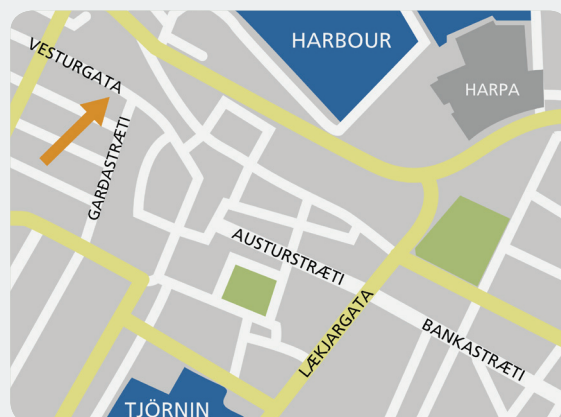 HARBOUR
VESTURGATA
HARPA
GARÐASTRÆTI
AUSTURSTRÆTI
LÆKJARGATA
BANKASTRÆTI
TJÖRNIN